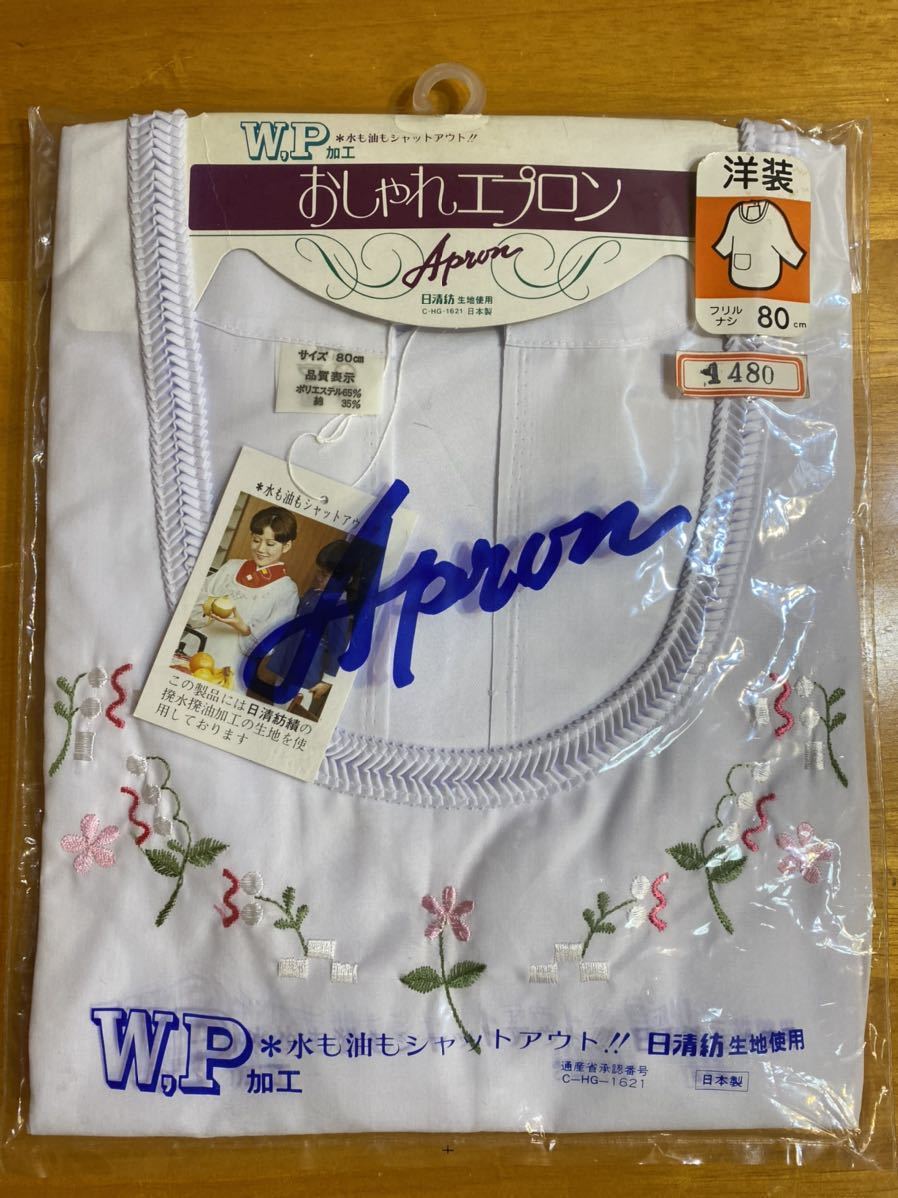 W,P加工 *水も油もシャットアウト!!
おしゃれエプロン
Apron
日清紡 生地使用
C-HG-1621 日本製
洋装
フリル
ナシ 80cm
480
サイズ 80cm
品質表示
ポリエステル65%
綿 35%
*水も油もシャットアウ
この製品には日清紡績の
撥水撥油加工の生地を使
用しております
Apron
W,P加工 *水も油もシャットアウト!! 日清紡 生地使用
通産省承認番号
C-HG-1621 日本製